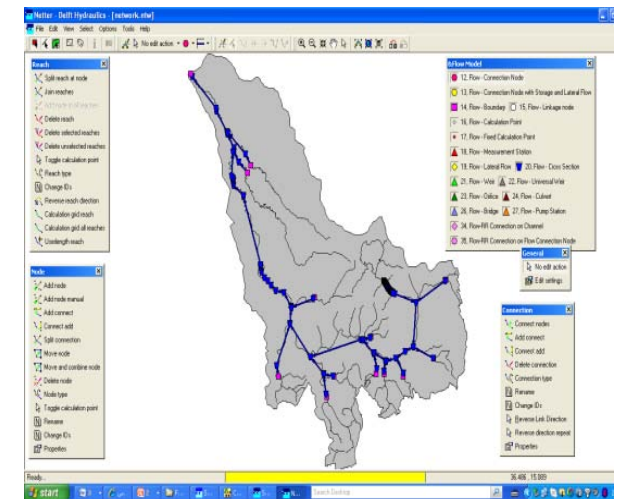 Netter - Delft Hydraulics - [network.ntw]
File Edit View Select Options Tools Help
No edit action
Reach
Split reach at node
Join reaches
Delete reach
Delete selected reaches
Delete unselected reaches
Toggle calculation point
Reach type
Change IDs
Reverse reach direction
Calculation grid reach
Calculation grid all reaches
Userlength reach
Node
Add node
Add node manual
Add connect
Connect add
Split connection
Move node
Move and combine node
Delete node
Node type
Toggle calculation point
Rename
Change IDs
Properties
Flow Model
12, Flow - Connection Node
13, Flow - Connection Node with Storage and Lateral Flow
14, Flow - Boundary 15, Flow - Linkage node
16, Flow - Calculation Point
17, Flow - Fixed Calculation Point
18, Flow - Measurement Station
19, Flow - Lateral Flow 20, Flow - Cross Section
21, Flow - Weir 22, Flow - Universal Weir
23, Flow - Orifice 24, Flow - Culvert
26, Flow - Bridge 27, Flow - Pump Station
34, Flow-RR Connection on Channel
35, Flow-RR Connection on Flow Connection Node
General
No edit action
Edit settings
Connection
Connect nodes
Add connect
Connect add
Delete connection
Connection type
Rename
Change IDs
Reverse Link Direction
Reverse direction repeat
Properties
Ready...
36.406 , 15.089
start
Search Desktop